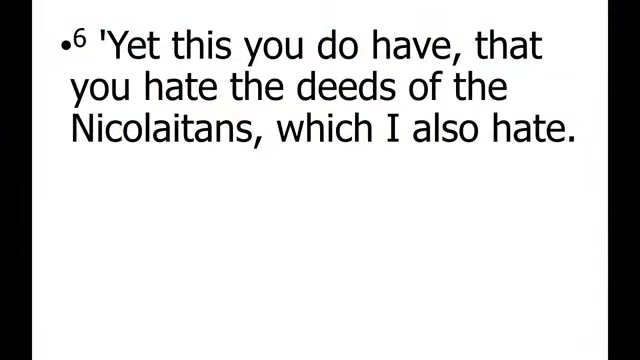 •⁶ 'Yet this you do have, that
you hate the deeds of the
Nicolaitans, which I also hate.